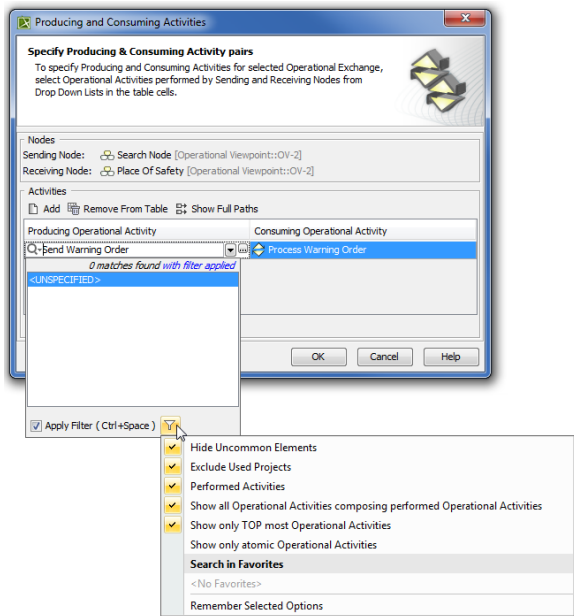 Producing and Consuming Activities
Specify Producing & Consuming Activity pairs
To specify Producing and Consuming Activities for selected Operational Exchange,
select Operational Activities performed by Sending and Receiving Nodes from
Drop Down Lists in the table cells.
Nodes
Sending Node: Search Node [Operational Viewpoint::OV-2]
Receiving Node: Place Of Safety [Operational Viewpoint::OV-2]
Activities
Add Remove From Table Show Full Paths
Producing Operational Activity Consuming Operational Activity
Send Warning Order ... Process Warning Order
0 matches found with filter applied
<UNSPECIFIED>
OK Cancel Help
Apply Filter ( Ctrl+Space )
Hide Uncommon Elements
Exclude Used Projects
Performed Activities
Show all Operational Activities composing performed Operational Activities
Show only TOP most Operational Activities
Show only atomic Operational Activities
Search in Favorites
<No Favorites>
Remember Selected Options